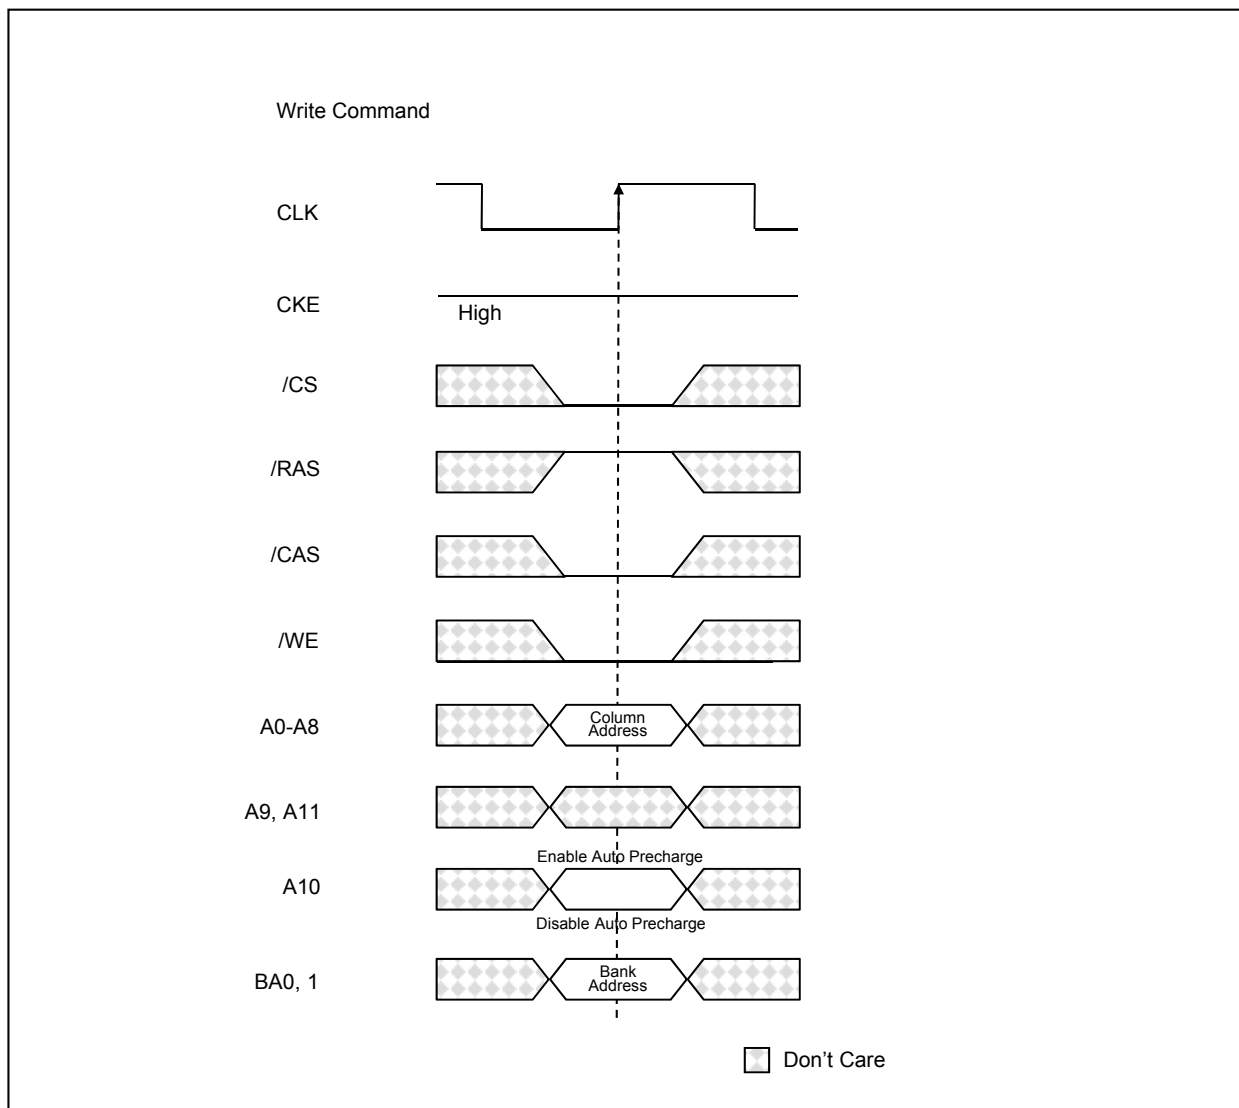 Write Command
CLK
CKE
High
/CS
/RAS
/CAS
/WE
A0-A8
Column
Address
A9, A11
Enable Auto Precharge
A10
Disable Auto Precharge
BA0, 1
Bank
Address
Don’t Care